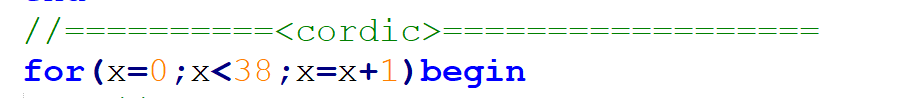 //==========<cordic>==================
for(x=0;x<38;x=x+1)begin